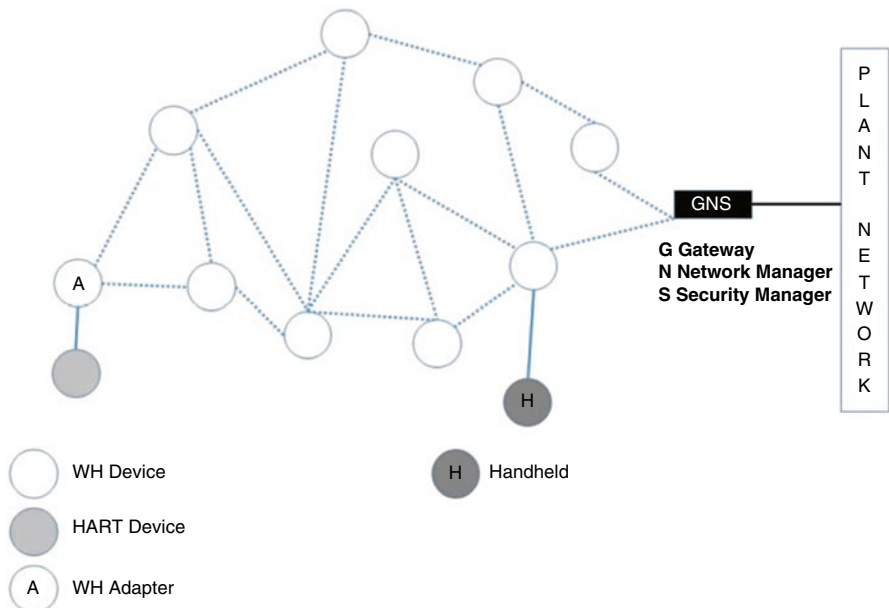 A
H
GNS
G Gateway
N Network Manager
S Security Manager
P
L
A
N
T
N
E
T
W
O
R
K
WH Device
H Handheld
HART Device
A WH Adapter